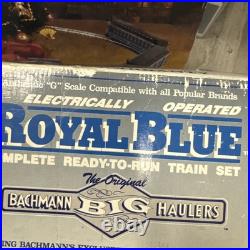 Authentic "G" Scale Compatible with all Popular Brands
ELECTRICALLY OPERATED
ROYAL BLUE
COMPLETE READY-TO-RUN TRAIN SET
The Original
BACHMANN BIG HAULERS
BACHMANN'S